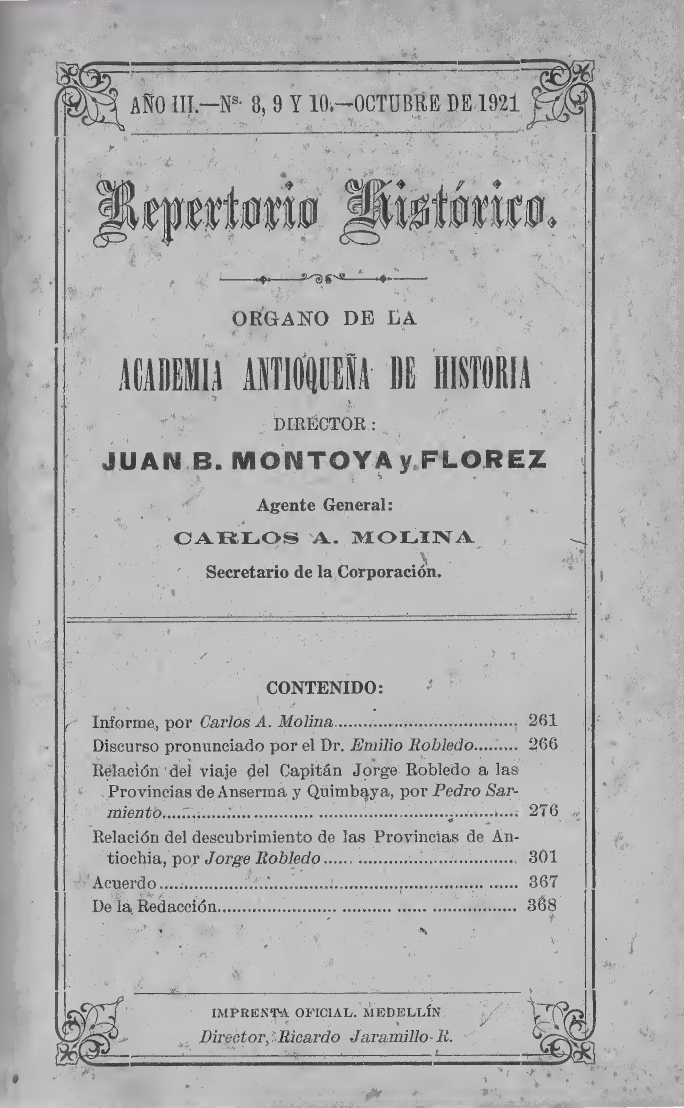 AÑO III.—Nˢ· 8, 9 Y 10.—OCTUBRE DE 1921
Repertorio Histórico.
ORGANO DE LA
ACADEMIA ANTIOQUEÑA DE HISTORIA
DIRECTOR:
JUAN B. MONTOYA y FLOREZ
Agente General:
CARLOS A. MOLINA
Secretario de la Corporación.
CONTENIDO:
Informe, por Carlos A. Molina.................................. 261
Discurso pronunciado por el Dr. Emilio Robledo......... 266
Relación del viaje del Capitán Jorge Robledo a las
Provincias de Anserma y Quimbaya, por Pedro Sar-
miento.................................................................. 276
Relación del descubrimiento de las Provincias de An-
tiochia, por Jorge Robledo.................................... 301
Acuerdo.................................................................. 367
De la Redacción...................................................... 368
IMPRENTA OFICIAL. MEDELLÍN
Director, Ricardo Jaramillo R.